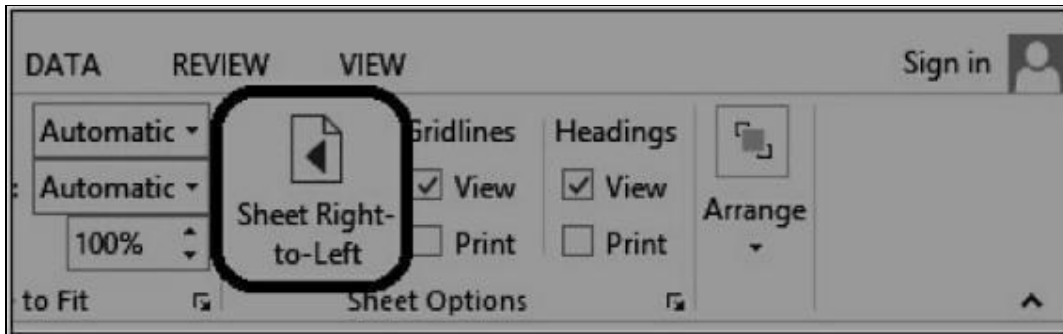 DATA REVIEW VIEW Sign in
Automatic Gridlines Headings
: Automatic View View
Sheet Right-
to-Left
Arrange
100% Print Print
to Fit Sheet Options